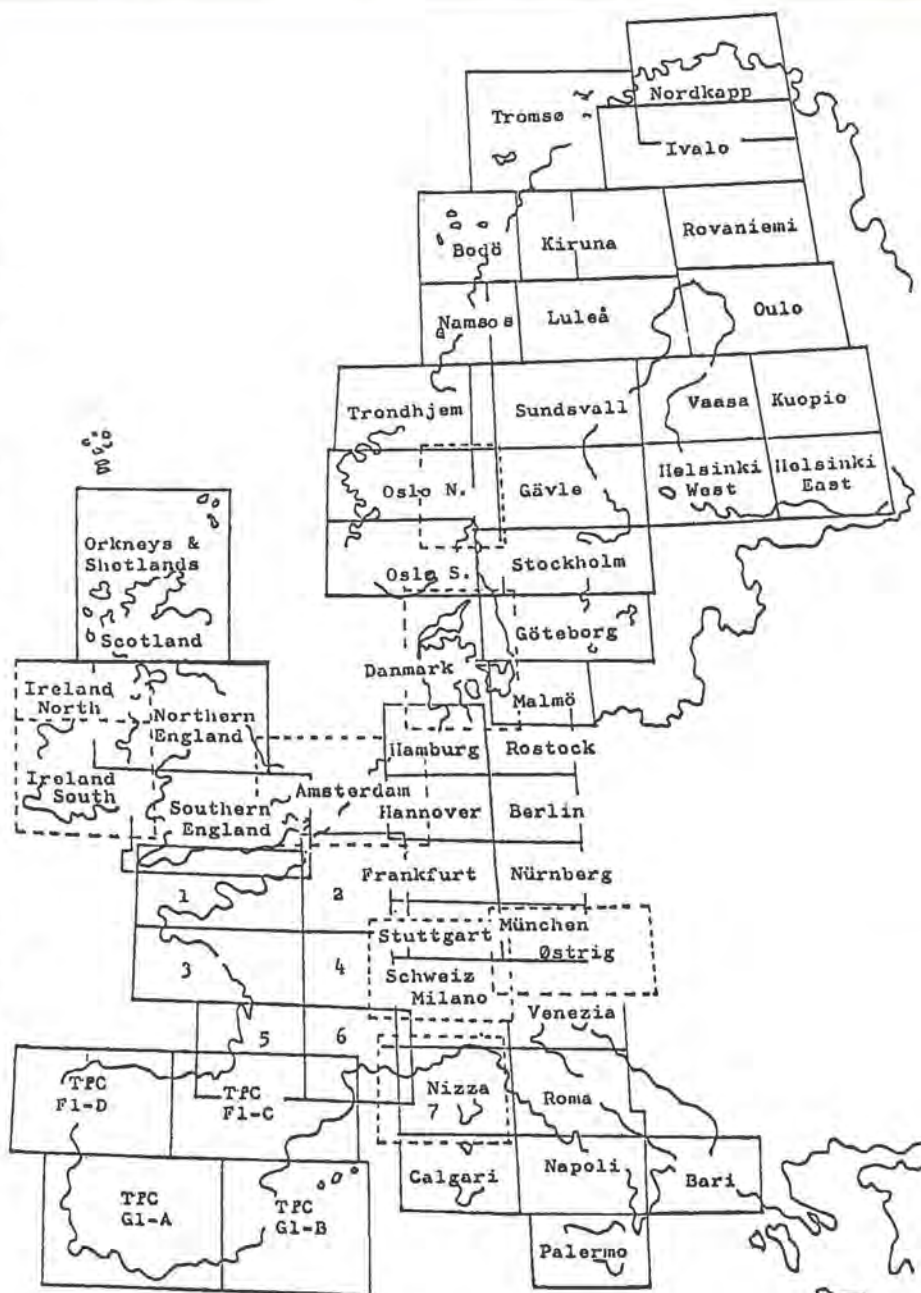 Nordkapp
Tromsø
Ivalo
Bodö
Kiruna
Rovaniemi
Namsos
Luleå
Oulo
Trondhjem
Sundsvall
Vaasa
Kuopio
Oslo N.
Gävle
Helsinki
West
Helsinki
East
Orkneys &
Shetlands
Scotland
Oslo S.
Stockholm
Göteborg
Danmark
Malmö
Ireland
North
Northern
England
Hamburg
Rostock
Ireland
South
Southern
England
Amsterdam
Hannover
Berlin
1
2
Frankfurt
Nürnberg
3
4
Stuttgart
München
Østrig
Schweiz
Milano
5
6
Venezia
TPC
F1-D
TPC
F1-C
Nizza
7
Roma
TPC
G1-A
TPC
G1-B
Calgari
Napoli
Bari
Palermo